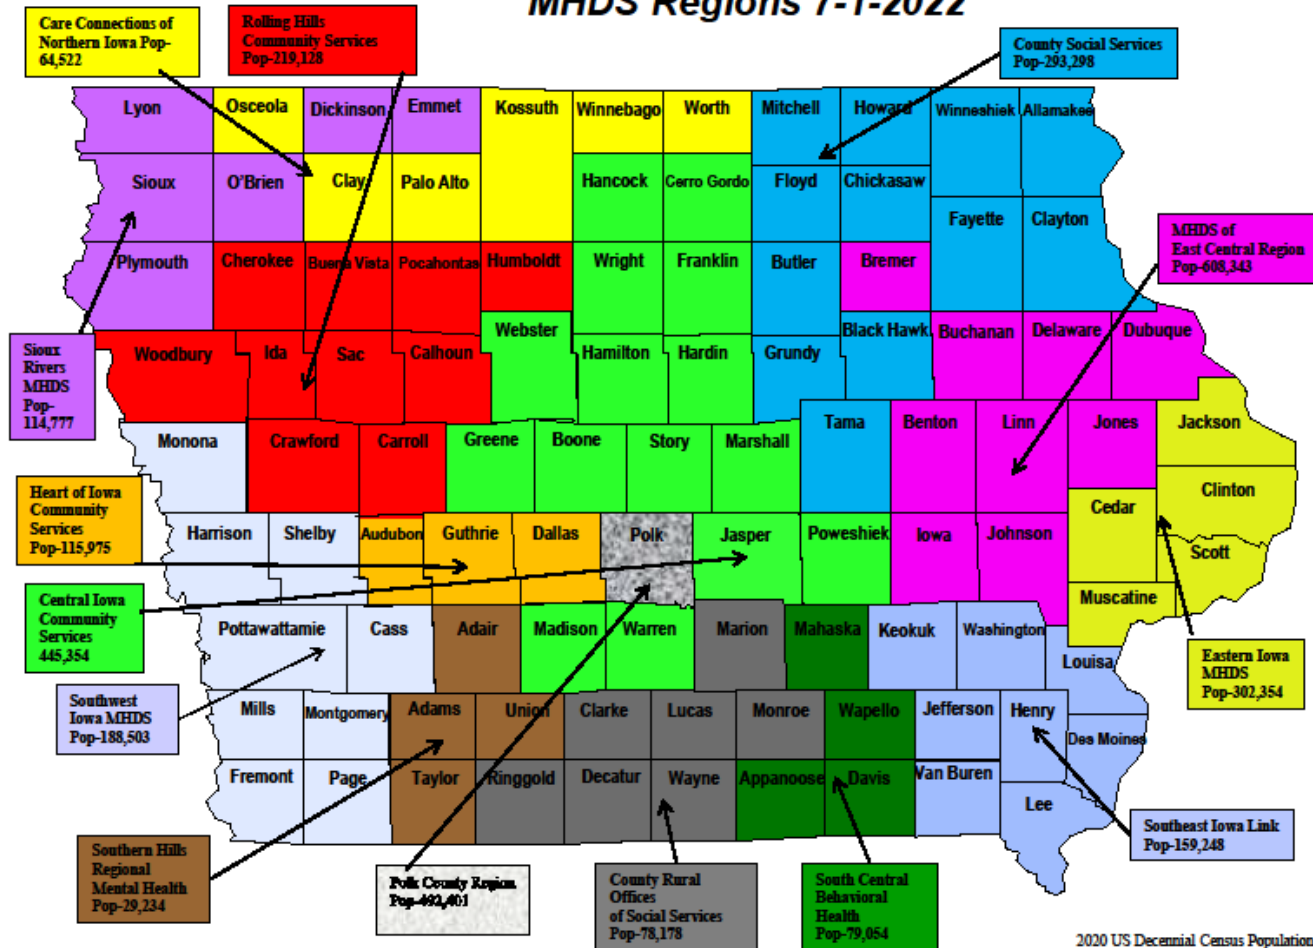 MHDS Regions 7-1-2022
Care Connections of
Northern Iowa Pop-
64,522
Rolling Hills
Community Services
Pop-219,128
County Social Services
Pop-293,298
Lyon
Osceola
Dickinson
Emmet
Kossuth
Winnebago
Worth
Mitchell
Howard
Winneshiek
Allamakee
Sioux
O'Brien
Clay
Palo Alto
Hancock
Cerro Gordo
Floyd
Chickasaw
Fayette
Clayton
MHDS of
East Central Region
Pop-608,343
Plymouth
Cherokee
Buena Vista
Pocahontas
Humboldt
Wright
Franklin
Butler
Bremer
Sioux
Rivers
MHDS
Pop-
114,777
Woodbury
Ida
Sac
Calhoun
Webster
Hamilton
Hardin
Grundy
Black Hawk
Buchanan
Delaware
Dubuque
Monona
Crawford
Carroll
Greene
Boone
Story
Marshall
Tama
Benton
Linn
Jones
Jackson
Clinton
Heart of Iowa
Community
Services
Pop-115,975
Harrison
Shelby
Audubon
Guthrie
Dallas
Polk
Jasper
Poweshiek
Iowa
Johnson
Cedar
Scott
Muscatine
Central Iowa
Community
Services
445,354
Pottawattamie
Cass
Adair
Madison
Warren
Marion
Mahaska
Keokuk
Washington
Louisa
Eastern Iowa
MHDS
Pop-302,354
Southwest
Iowa MHDS
Pop-188,503
Mills
Montgomery
Adams
Union
Clarke
Lucas
Monroe
Wapello
Jefferson
Henry
Des Moines
Fremont
Page
Taylor
Ringgold
Decatur
Wayne
Appanoose
Davis
Van Buren
Lee
Southeast Iowa Link
Pop-159,248
Southern Hills
Regional
Mental Health
Pop-29,234
Polk County Region
Pop-492,401
County Rural
Offices
of Social Services
Pop-78,178
South Central
Behavioral
Health
Pop-79,054
2020 US Decennial Census Population